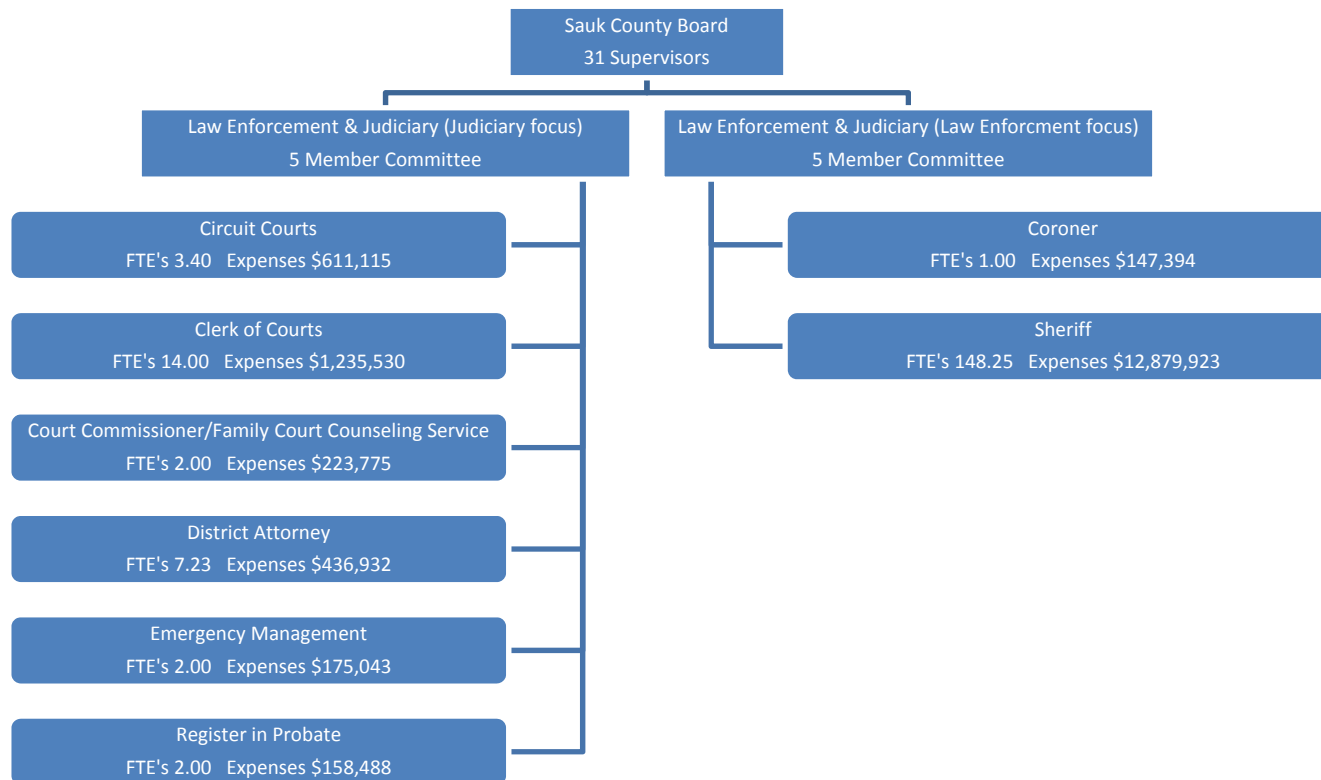 Sauk County Board
31 Supervisors
Law Enforcement & Judiciary (Judiciary focus)
5 Member Committee
Law Enforcement & Judiciary (Law Enforcment focus)
5 Member Committee
Circuit Courts
FTE's 3.40 Expenses $611,115
Clerk of Courts
FTE's 14.00 Expenses $1,235,530
Court Commissioner/Family Court Counseling Service
FTE's 2.00 Expenses $223,775
District Attorney
FTE's 7.23 Expenses $436,932
Emergency Management
FTE's 2.00 Expenses $175,043
Register in Probate
FTE's 2.00 Expenses $158,488
Coroner
FTE's 1.00 Expenses $147,394
Sheriff
FTE's 148.25 Expenses $12,879,923